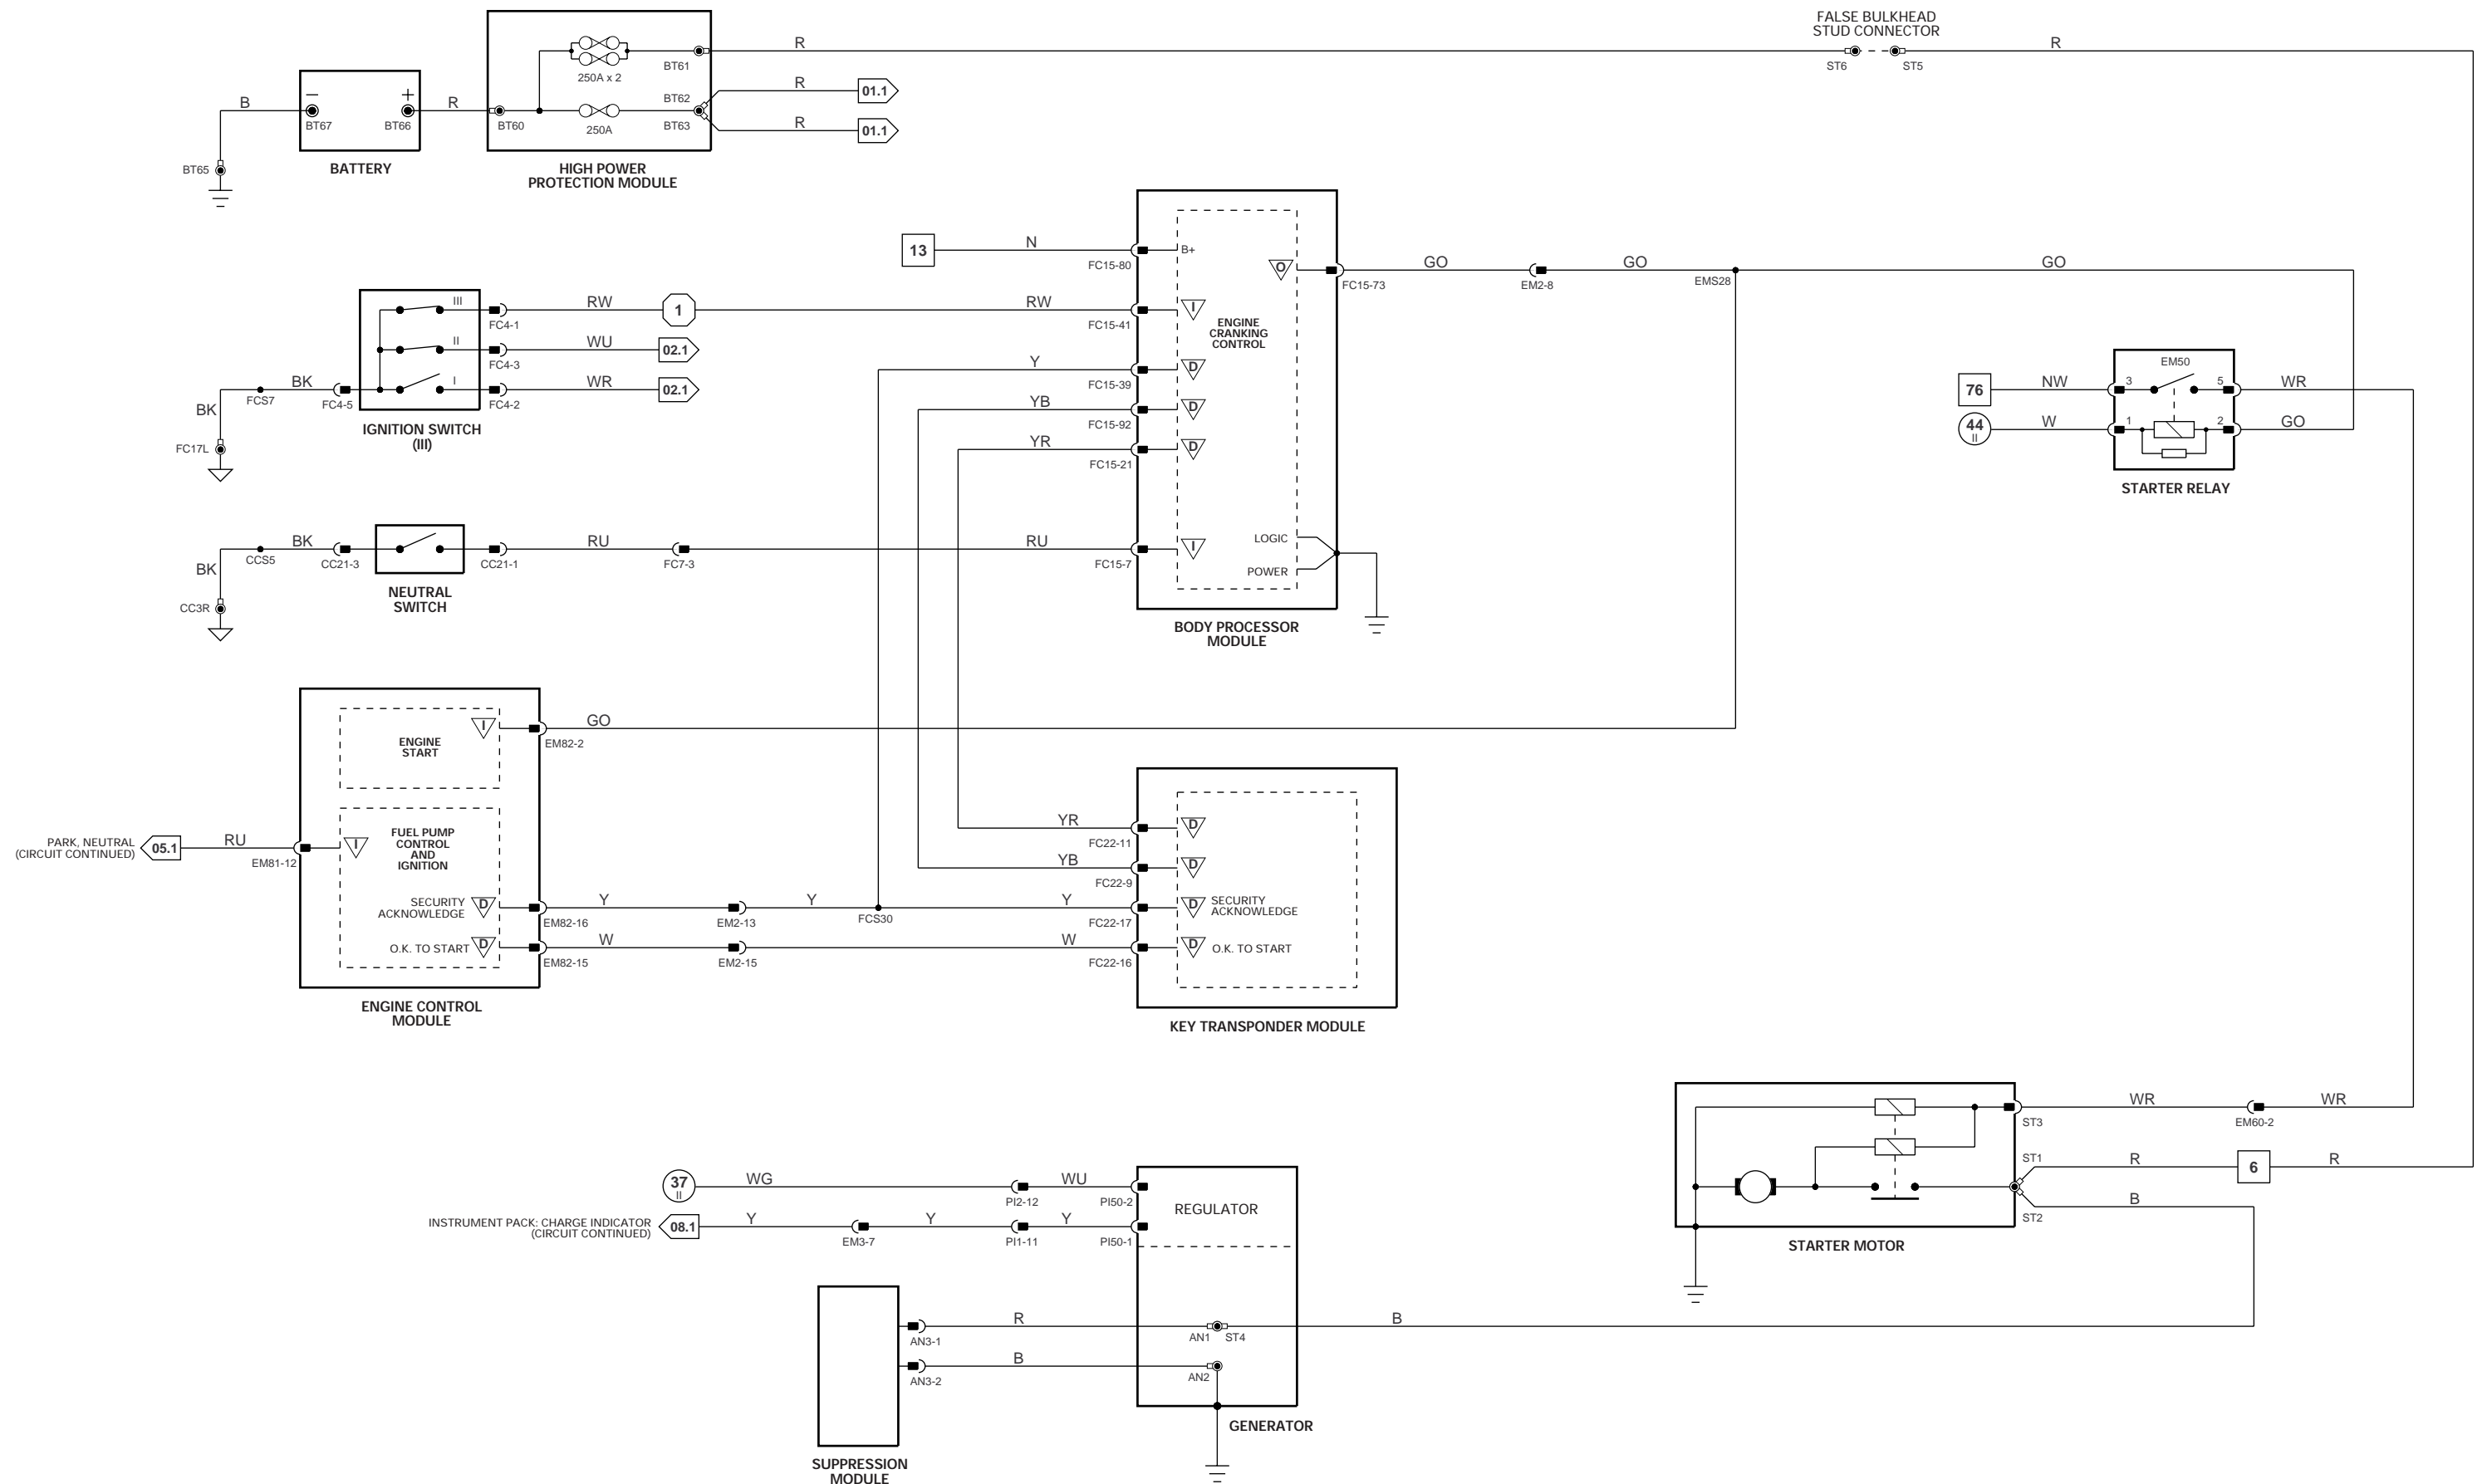 FALSE BULKHEAD
STUD CONNECTOR
R
R
ST6
ST5
250A x 2
BT61
R
01.1
BT62
B
–
+
R
BT67
BT66
BT60
250A
BT63
R
01.1
BT65
BATTERY
HIGH POWER
PROTECTION MODULE
13
N
FC15-80
B+
O
GO
GO
GO
FC15-73
EM2-8
EMS28
III
RW
1
RW
FC4-1
FC15-41
I
ENGINE
CRANKING
CONTROL
II
WU
02.1
FC4-3
Y
FC15-39
D
BK
I
WR
02.1
FCS7
FC4-5
FC4-2
BK
YB
FC15-92
D
IGNITION SWITCH
(III)
FC17L
YR
FC15-21
D
EM50
76
NW
3
5
WR
44
II
W
1
2
GO
STARTER RELAY
BK
RU
RU
CCS5
CC21-3
CC21-1
FC7-3
FC15-7
I
LOGIC
POWER
BK
CC3R
NEUTRAL
SWITCH
BODY PROCESSOR
MODULE
ENGINE
START
I
GO
EM82-2
PARK, NEUTRAL
(CIRCUIT CONTINUED)
05.1
RU
EM81-12
I
FUEL PUMP
CONTROL
AND
IGNITION
YR
FC22-11
D
YB
FC22-9
D
SECURITY
ACKNOWLEDGE
D
Y
Y
Y
EM82-16
EM2-13
FCS30
FC22-17
D
SECURITY
ACKNOWLEDGE
O.K. TO START
D
W
W
EM82-15
EM2-15
FC22-16
D
O.K. TO START
ENGINE CONTROL
MODULE
KEY TRANSPONDER MODULE
WR
WR
ST3
EM60-2
ST1
R
6
R
B
ST2
STARTER MOTOR
37
II
WG
WU
PI2-12
PI50-2
REGULATOR
INSTRUMENT PACK: CHARGE INDICATOR
(CIRCUIT CONTINUED)
08.1
Y
Y
Y
EM3-7
PI1-11
PI50-1
R
B
AN3-1
AN1
ST4
B
AN3-2
AN2
GENERATOR
SUPPRESSION
MODULE